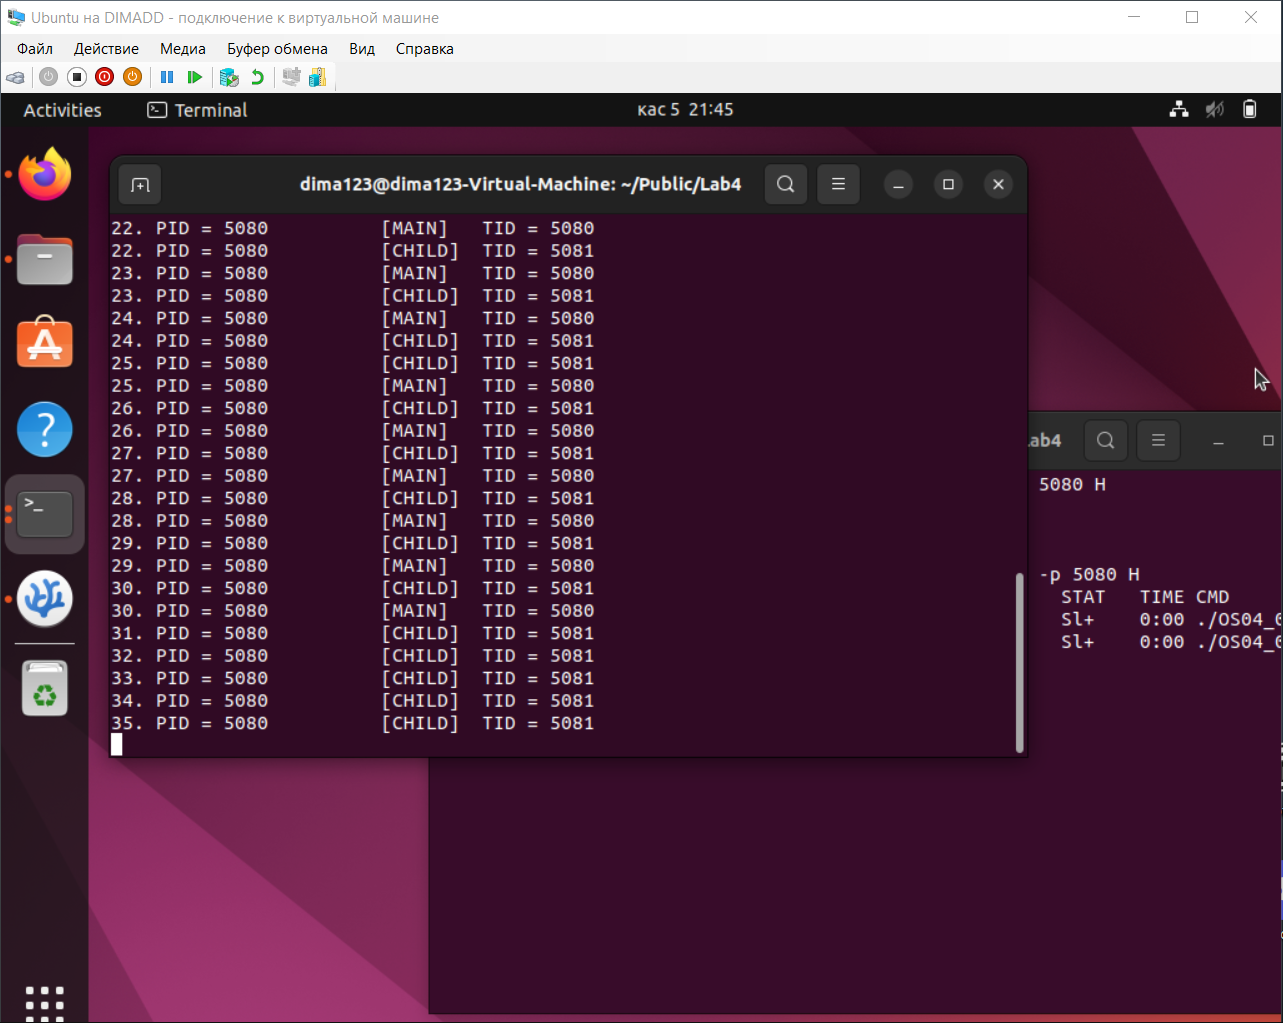 Ubuntu на DIMADD - подключение к виртуальной машине
Файл Действие Медиа Буфер обмена Вид Справка
Activities Terminal кас 5 21:45
dima123@dima123-Virtual-Machine: ~/Public/Lab4
22. PID = 5080 [MAIN] TID = 5080
22. PID = 5080 [CHILD] TID = 5081
23. PID = 5080 [MAIN] TID = 5080
23. PID = 5080 [CHILD] TID = 5081
24. PID = 5080 [MAIN] TID = 5080
24. PID = 5080 [CHILD] TID = 5081
25. PID = 5080 [CHILD] TID = 5081
25. PID = 5080 [MAIN] TID = 5080
26. PID = 5080 [CHILD] TID = 5081
26. PID = 5080 [MAIN] TID = 5080
27. PID = 5080 [CHILD] TID = 5081
27. PID = 5080 [MAIN] TID = 5080
28. PID = 5080 [CHILD] TID = 5081
28. PID = 5080 [MAIN] TID = 5080
29. PID = 5080 [CHILD] TID = 5081
29. PID = 5080 [MAIN] TID = 5080
30. PID = 5080 [CHILD] TID = 5081
30. PID = 5080 [MAIN] TID = 5080
31. PID = 5080 [CHILD] TID = 5081
32. PID = 5080 [CHILD] TID = 5081
33. PID = 5080 [CHILD] TID = 5081
34. PID = 5080 [CHILD] TID = 5081
35. PID = 5080 [CHILD] TID = 5081
ab4
5080 H
-p 5080 H
STAT TIME CMD
Sl+ 0:00 ./OS04_
Sl+ 0:00 ./OS04_